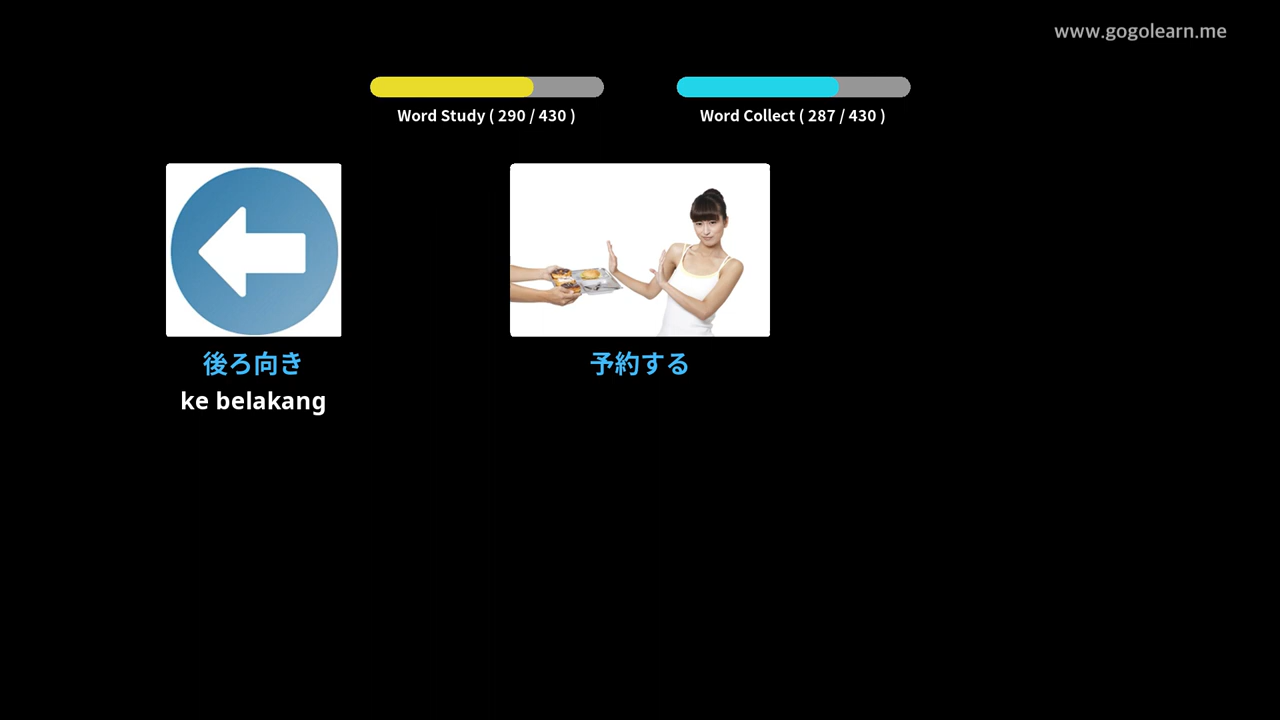 www.gogolearn.me
Word Study ( 290 / 430 )
Word Collect ( 287 / 430 )
後ろ向き
ke belakang
予約する